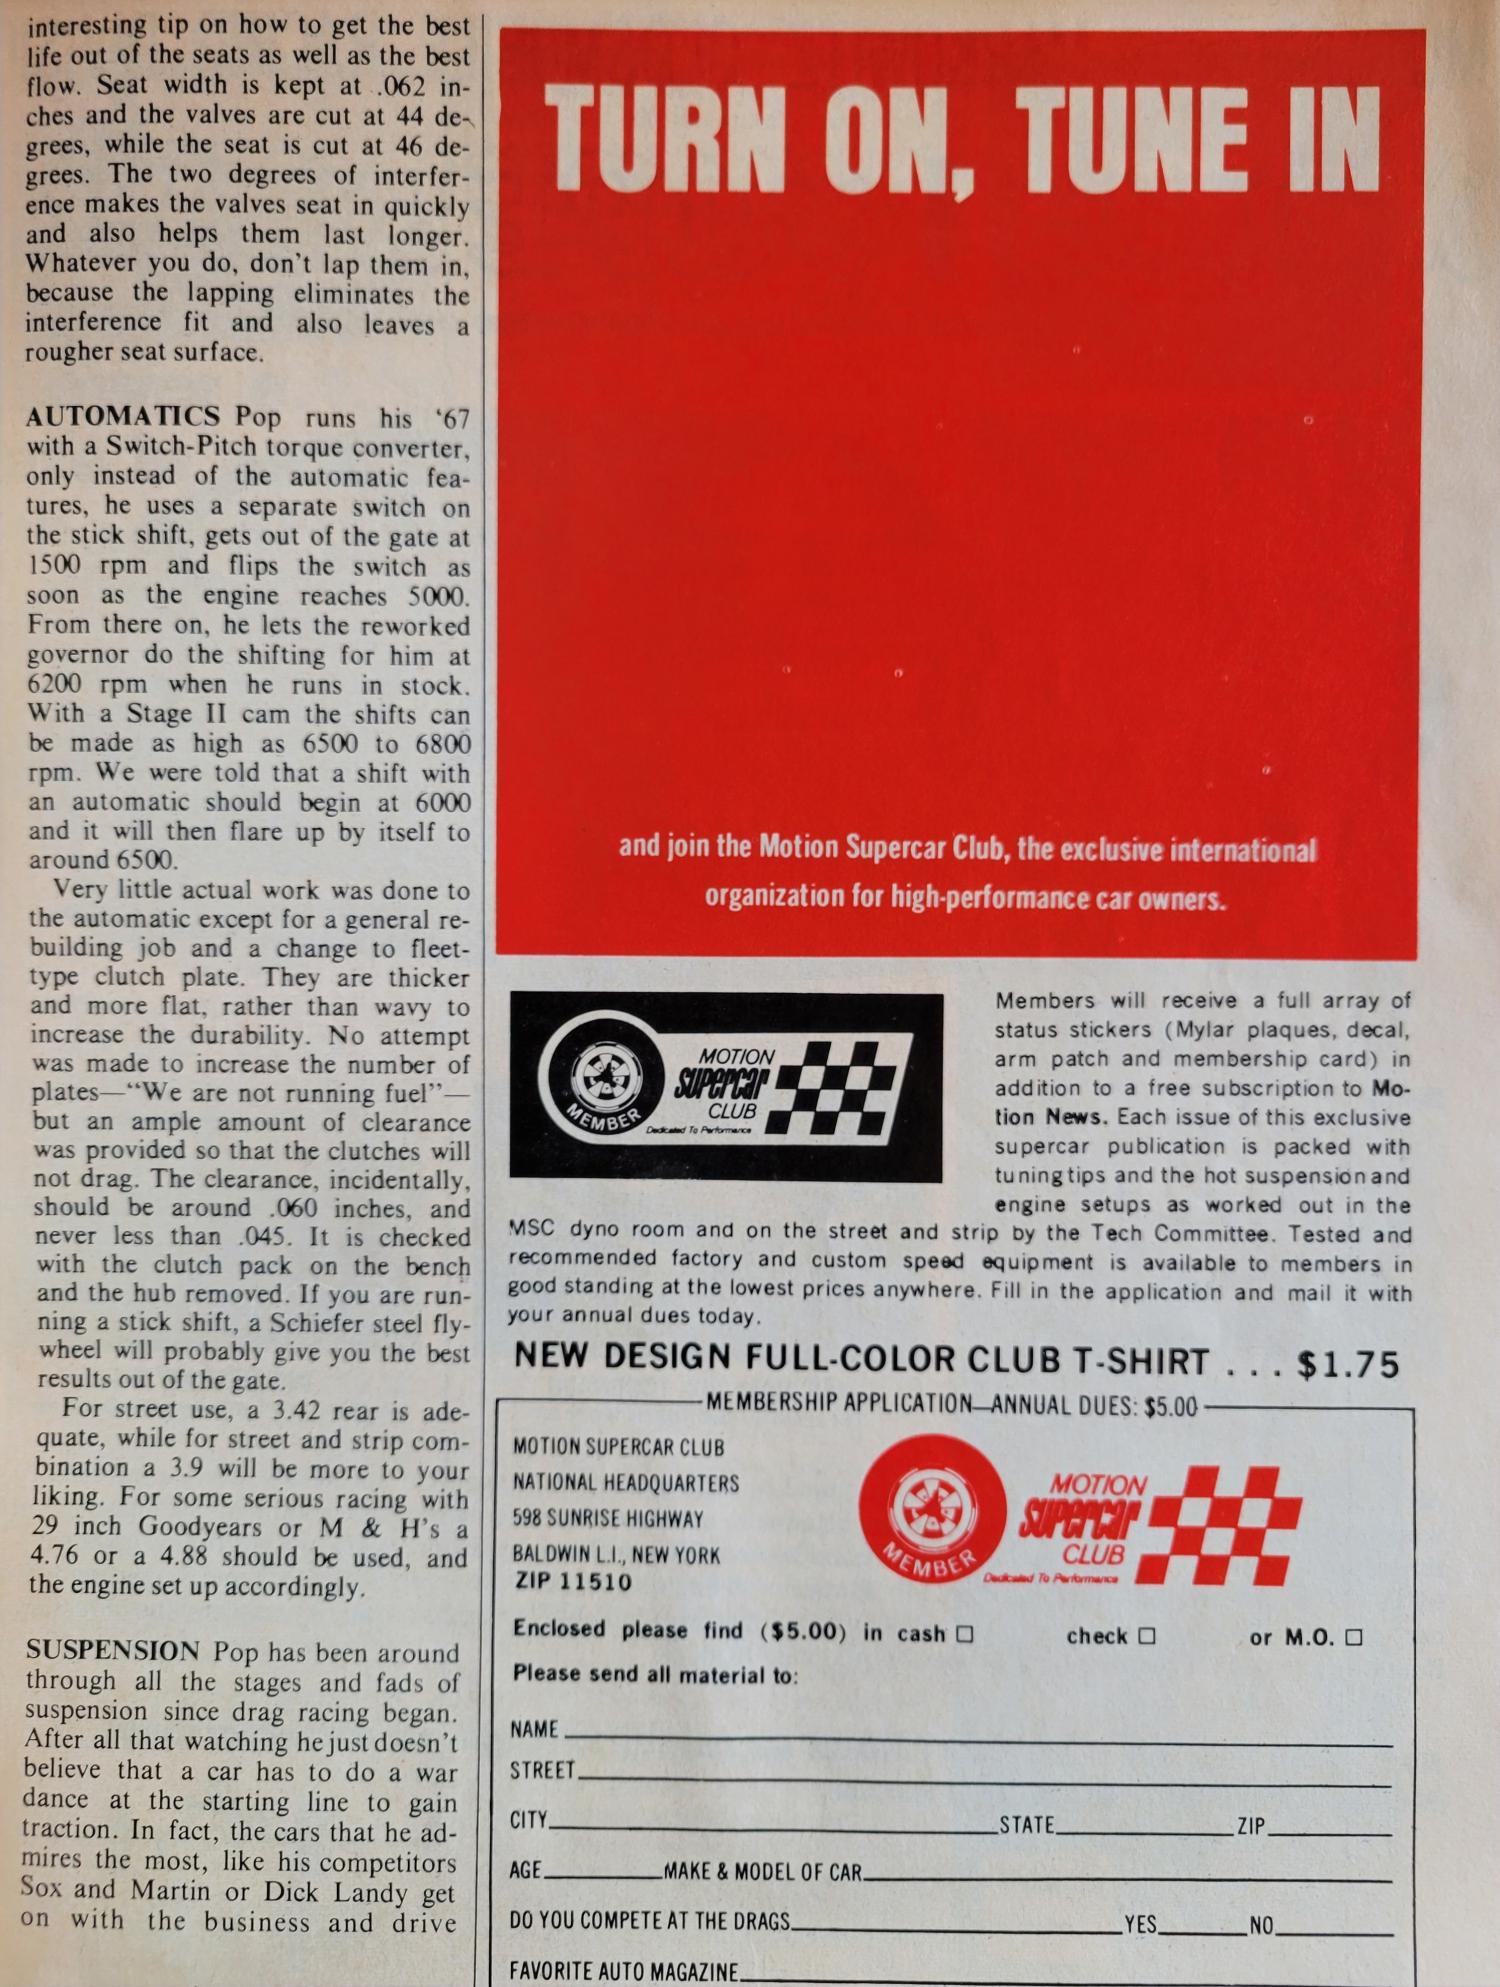 interesting tip on how to get the best
life out of the seats as well as the best
flow. Seat width is kept at .062 in-
ches and the valves are cut at 44 de-
grees, while the seat is cut at 46 de-
grees. The two degrees of interfer-
ence makes the valves seat in quickly
and also helps them last longer.
Whatever you do, don't lap them in,
because the lapping eliminates the
interference fit and also leaves a
rougher seat surface.
AUTOMATICS Pop runs his '67
with a Switch-Pitch torque converter,
only instead of the automatic fea-
tures, he uses a separate switch on
the stick shift, gets out of the gate at
1500 rpm and flips the switch as
soon as the engine reaches 5000.
From there on, he lets the reworked
governor do the shifting for him at
6200 rpm when he runs in stock.
With a Stage II cam the shifts can
be made as high as 6500 to 6800
rpm. We were told that a shift with
an automatic should begin at 6000
and it will then flare up by itself to
around 6500.
Very little actual work was done to
the automatic except for a general re-
building job and a change to fleet-
type clutch plate. They are thicker
and more flat, rather than wavy to
increase the durability. No attempt
was made to increase the number of
plates—“We are not running fuel”—
but an ample amount of clearance
was provided so that the clutches will
not drag. The clearance, incidentally,
should be around .060 inches, and
never less than .045. It is checked
with the clutch pack on the bench
and the hub removed. If you are run-
ning a stick shift, a Schiefer steel fly-
wheel will probably give you the best
results out of the gate.
For street use, a 3.42 rear is ade-
quate, while for street and strip com-
bination a 3.9 will be more to your
liking. For some serious racing with
29 inch Goodyears or M & H's a
4.76 or a 4.88 should be used, and
the engine set up accordingly.
SUSPENSION Pop has been around
through all the stages and fads of
suspension since drag racing began.
After all that watching he just doesn't
believe that a car has to do a war
dance at the starting line to gain
traction. In fact, the cars that he ad-
mires the most, like his competitors
Sox and Martin or Dick Landy get
on with the business and drive
TURN ON, TUNE IN
and join the Motion Supercar Club, the exclusive international
organization for high-performance car owners.
MOTION
SUPERCAR
CLUB
MEMBER
Dedicated To Performance
Members will receive a full array of
status stickers (Mylar plaques, decal,
arm patch and membership card) in
addition to a free subscription to Mo-
tion News. Each issue of this exclusive
supercar publication is packed with
tuning tips and the hot suspension and
engine setups as worked out in the
MSC dyno room and on the street and strip by the Tech Committee. Tested and
recommended factory and custom speed equipment is available to members in
good standing at the lowest prices anywhere. Fill in the application and mail it with
your annual dues today.
NEW DESIGN FULL-COLOR CLUB T-SHIRT . . . $1.75
MEMBERSHIP APPLICATION—ANNUAL DUES: $5.00
MOTION SUPERCAR CLUB
NATIONAL HEADQUARTERS
598 SUNRISE HIGHWAY
BALDWIN L.I., NEW YORK
ZIP 11510
MOTION
SUPERCAR
CLUB
MEMBER
Dedicated To Performance
Enclosed please find ($5.00) in cash ☐ check ☐ or M.O. ☐
Please send all material to:
NAME
STREET
CITY STATE ZIP
AGE MAKE & MODEL OF CAR
DO YOU COMPETE AT THE DRAGS YES NO
FAVORITE AUTO MAGAZINE